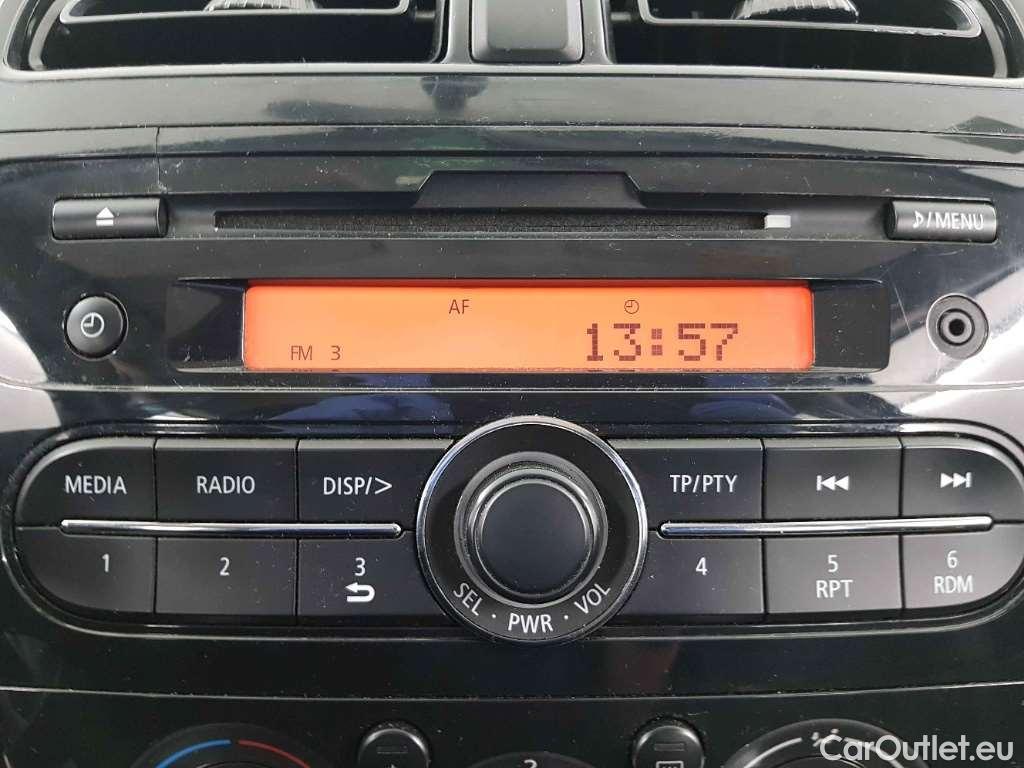 /MENU
AF
FM 3
13:57
MEDIA RADIO DISP/> TP/PTY
1 2 3 4 5 6
RPT RDM
SEL · PWR · VOL
2
CarOutlet.eu